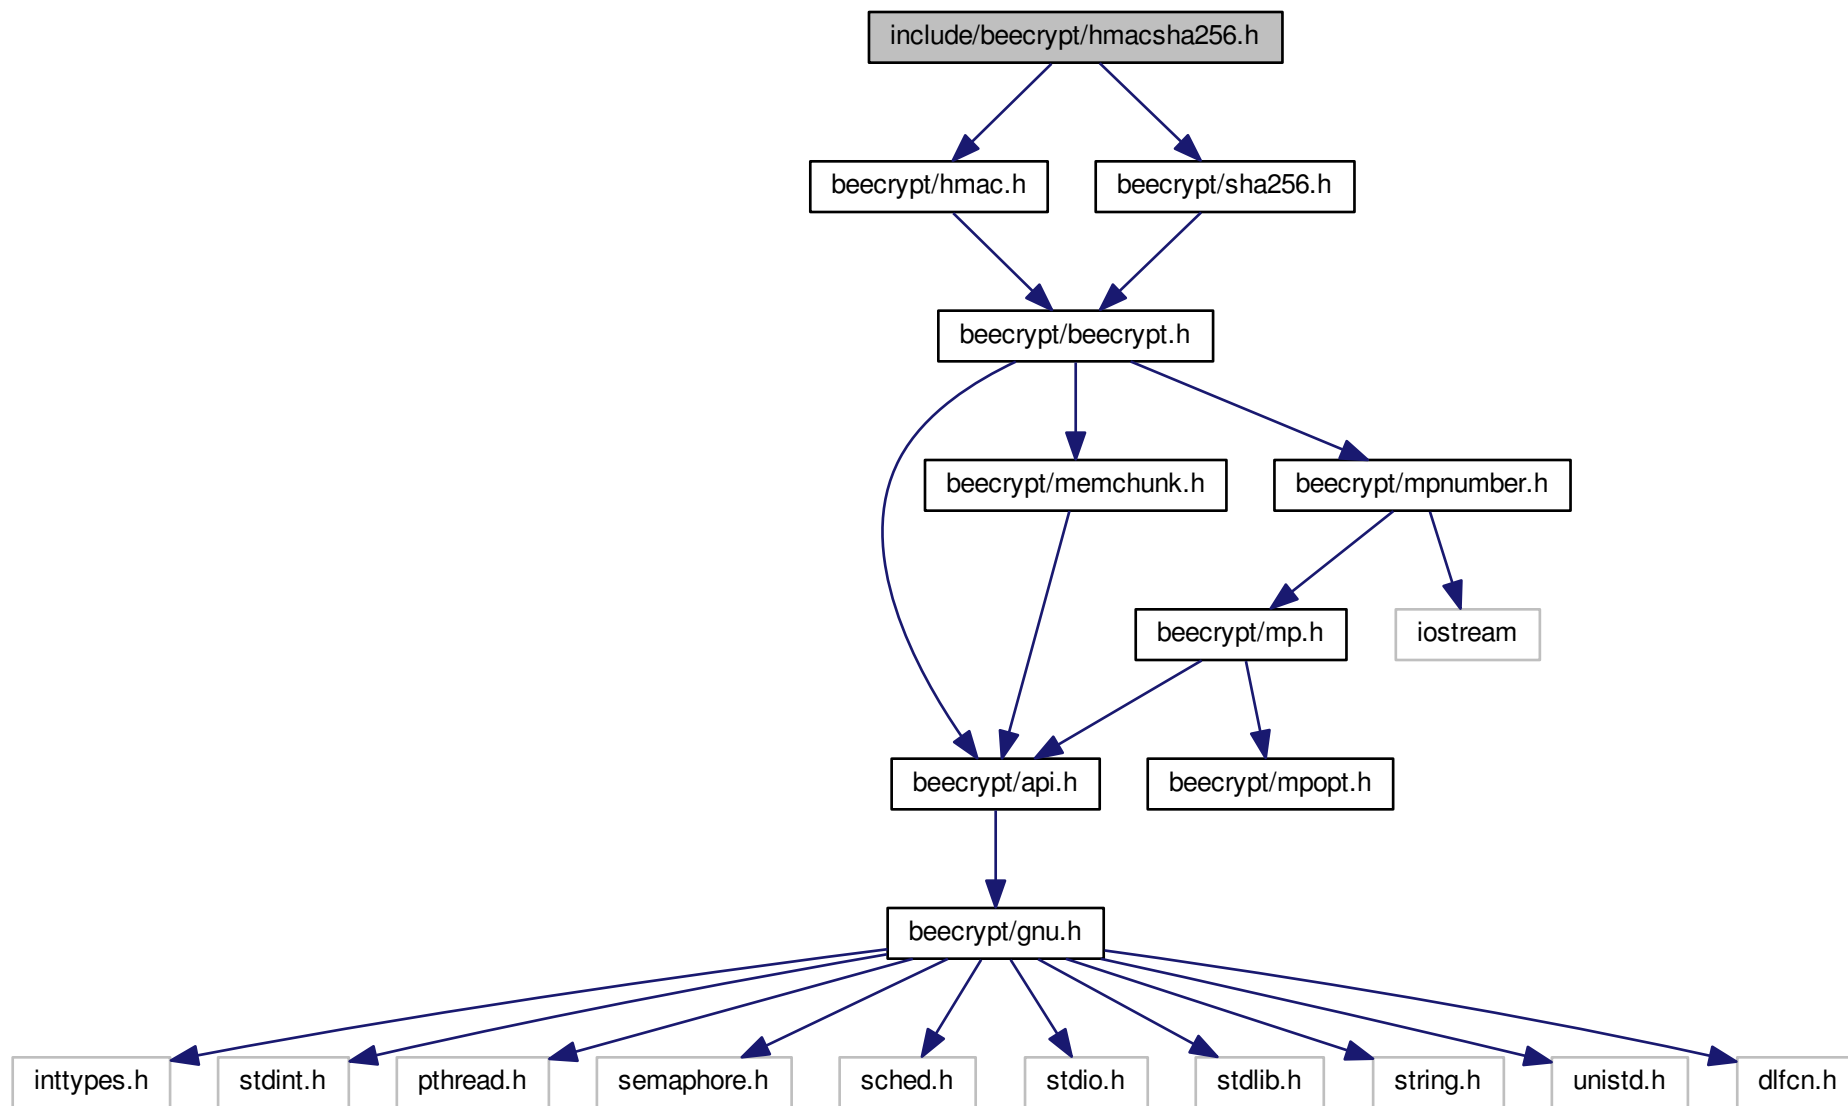 include/beecrypt/hmacsha256.h
beecrypt/hmac.h
beecrypt/sha256.h
beecrypt/beecrypt.h
beecrypt/memchunk.h
beecrypt/mpnumber.h
beecrypt/mp.h
iostream
beecrypt/api.h
beecrypt/mpopt.h
beecrypt/gnu.h
inttypes.h
stdint.h
pthread.h
semaphore.h
sched.h
stdio.h
stdlib.h
string.h
unistd.h
dlfcn.h